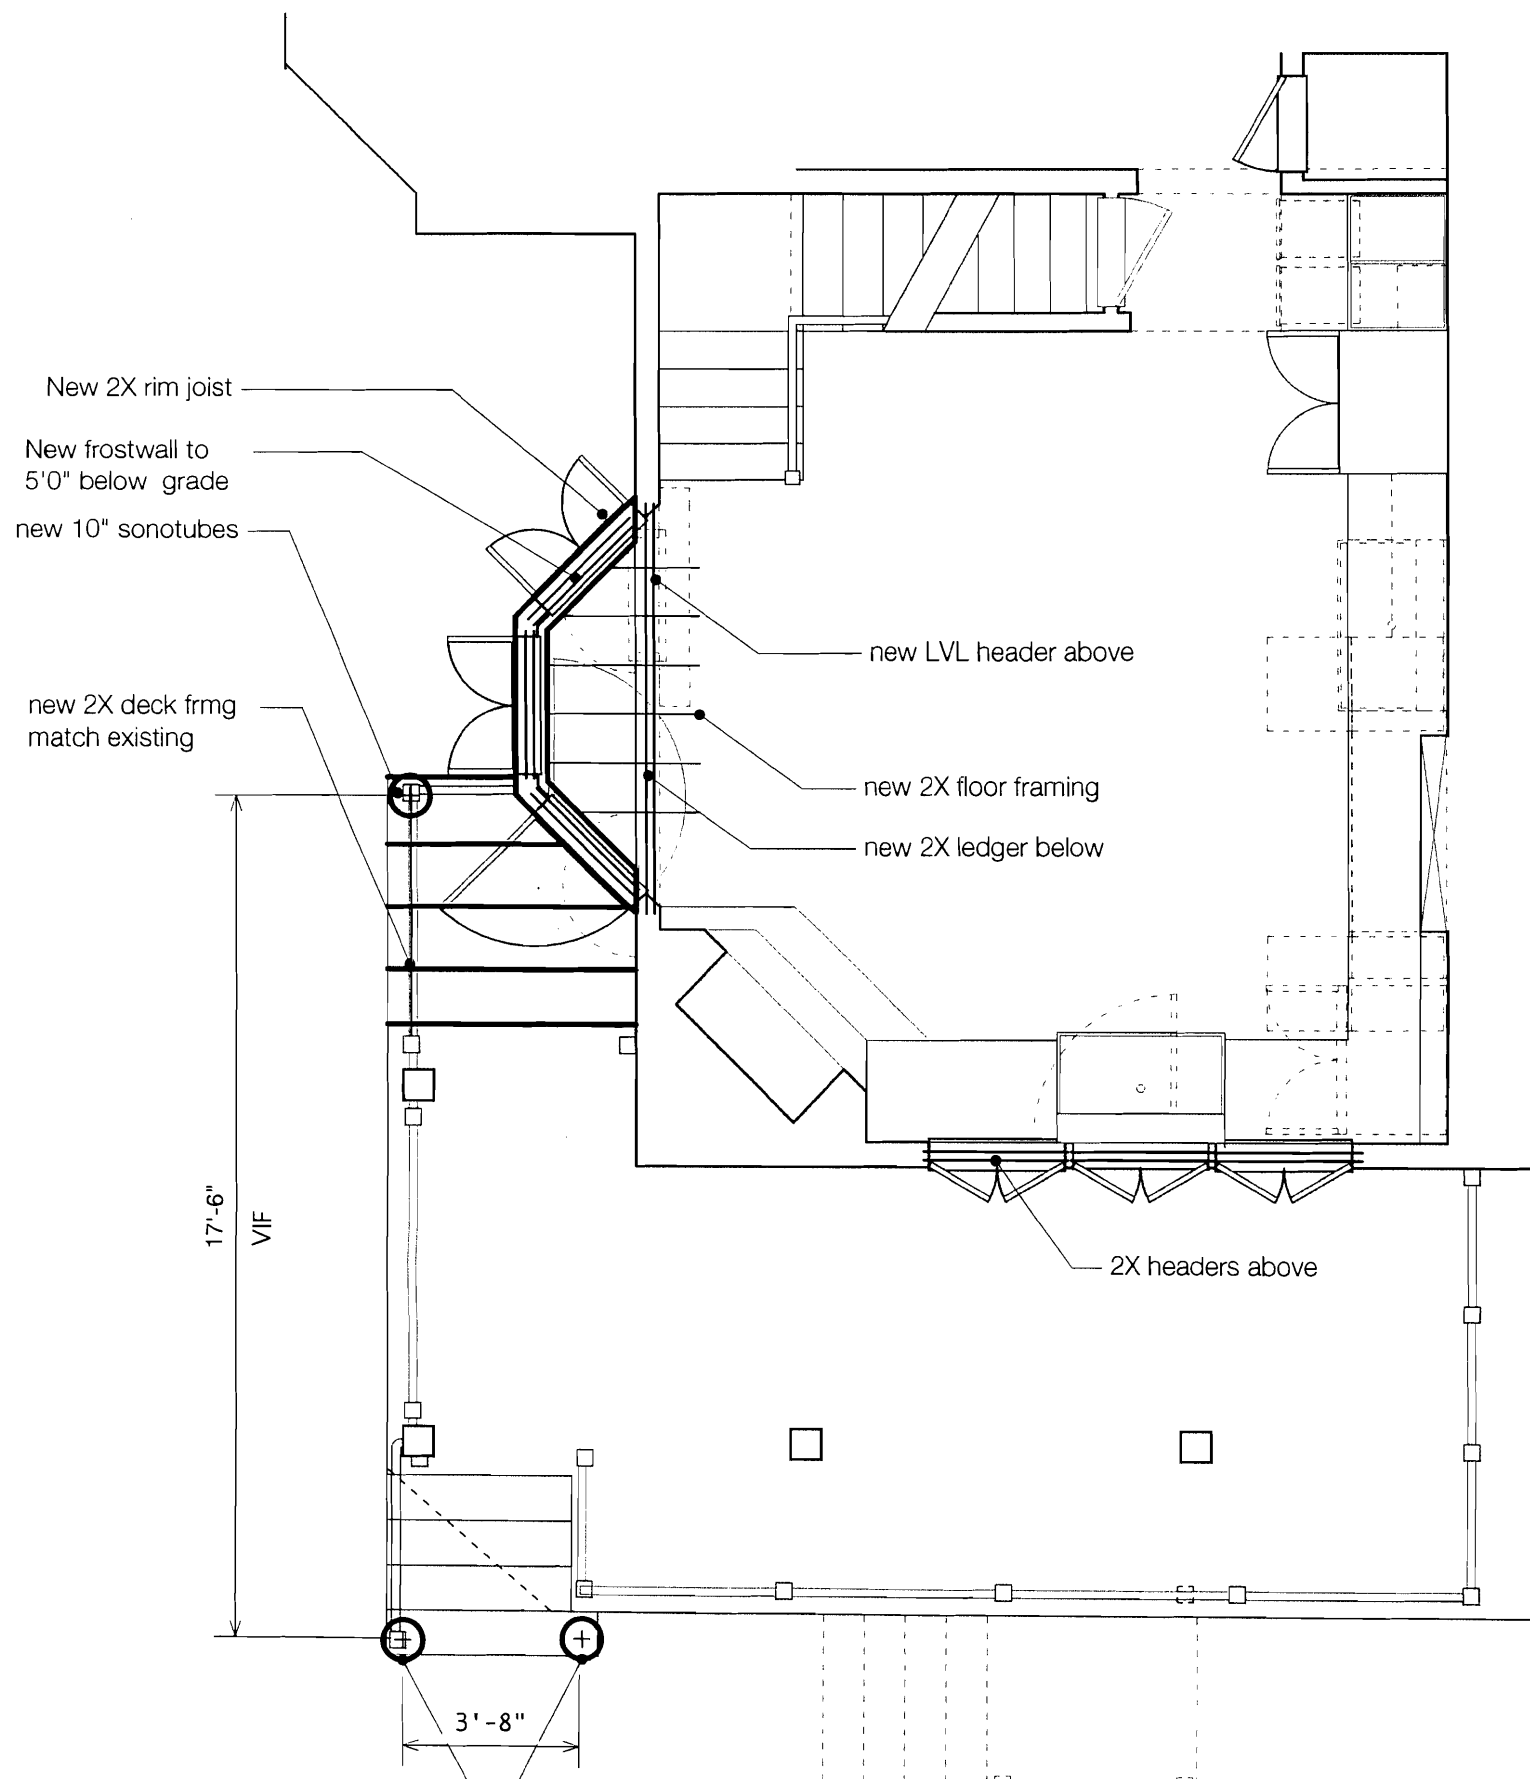 New 2X rim joist
New frostwall to
5'0" below grade
new 10" sonotubes
new LVL header above
new 2X deck frmg
match existing
new 2X floor framing
new 2X ledger below
17'-6"
VIF
2X headers above
3'-8"